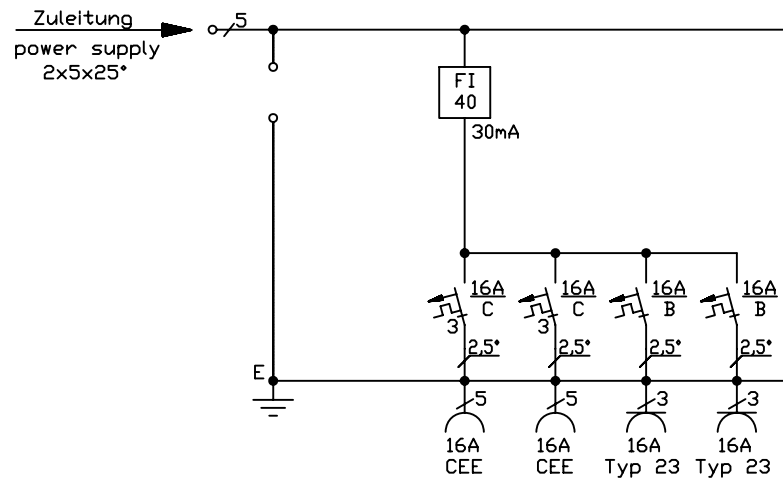 Zuleitung
power supply
2x5x25°
5
FI
40
30mA
16A
C
3
16A
C
3
16A
B
16A
B
2,5°
2,5°
2,5°
2,5°
E
5
5
3
3
16A
CEE
16A
CEE
16A
Typ 23
16A
Typ 23